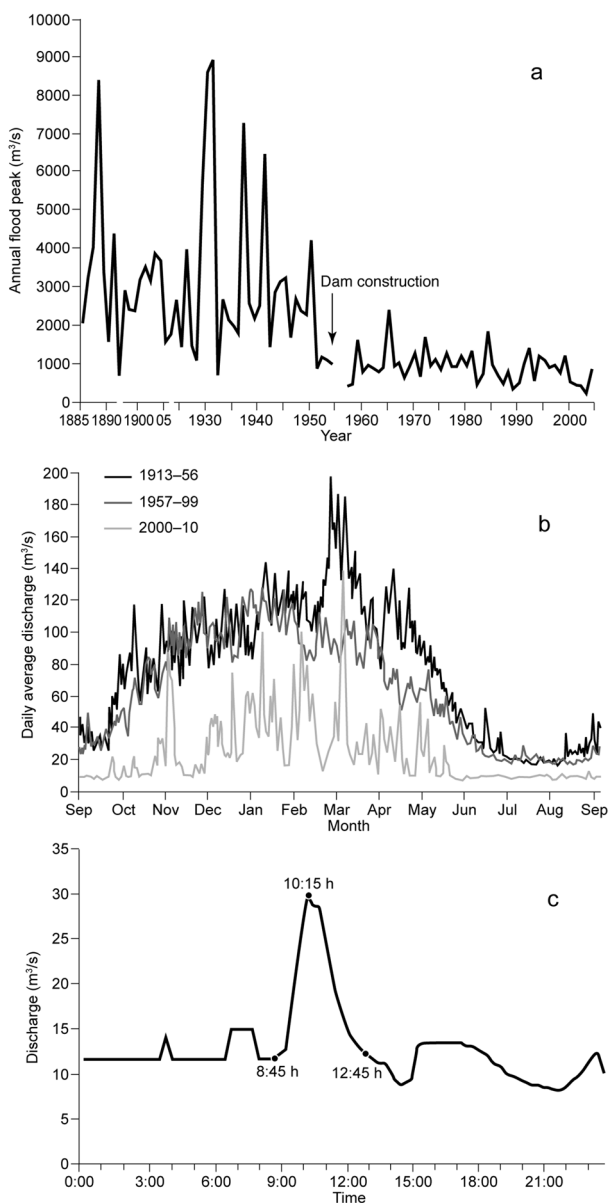 10000
9000
8000
7000
6000
5000
4000
3000
2000
1000
0
Annual flood peak (m³/s)
a
Dam construction
1885 1890 1900 05 1930 1940 1950 1960 1970 1980 1990 2000
Year
200
180
160
140
120
100
80
60
40
20
0
Daily average discharge (m³/s)
1913–56
1957–99
2000–10
b
Sep Oct Nov Dec Jan Feb Mar Apr May Jun Jul Aug Sep
Month
35
30
25
20
15
10
5
0
Discharge (m³/s)
c
10:15 h
8:45 h
12:45 h
0:00 3:00 6:00 9:00 12:00 15:00 18:00 21:00
Time